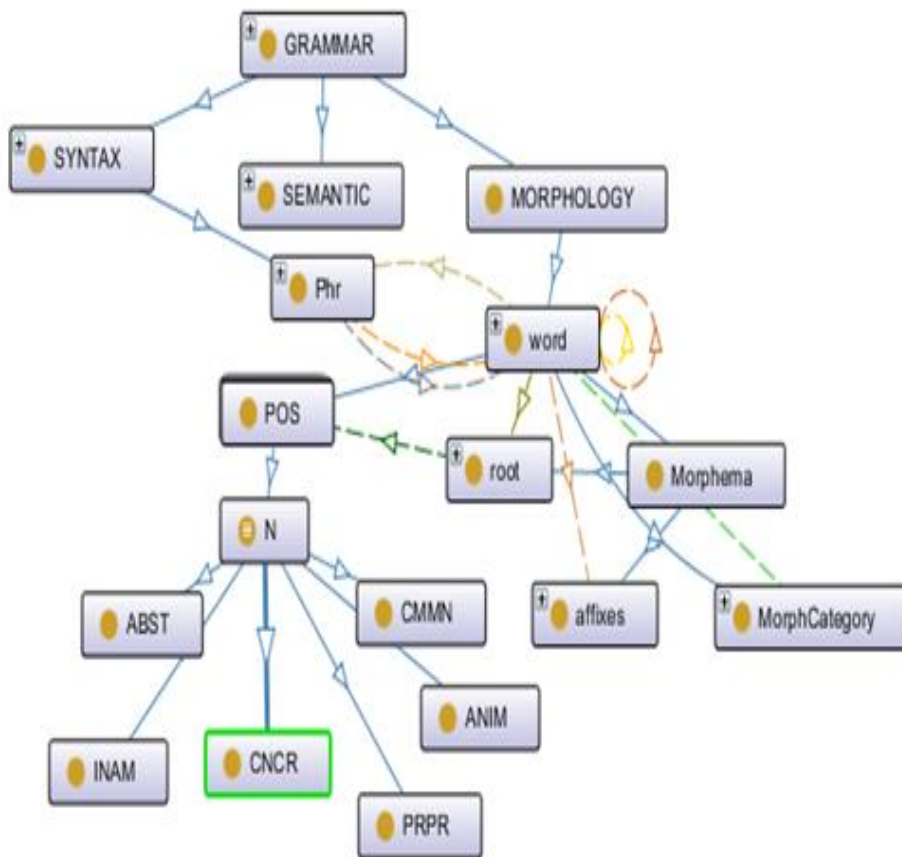 GRAMMAR
SYNTAX
SEMANTIC
MORPHOLOGY
Phr
word
POS
root
Morphema
N
ABST
CMMN
affixes
MorphCategory
ANIM
INAM
CNCR
PRPR